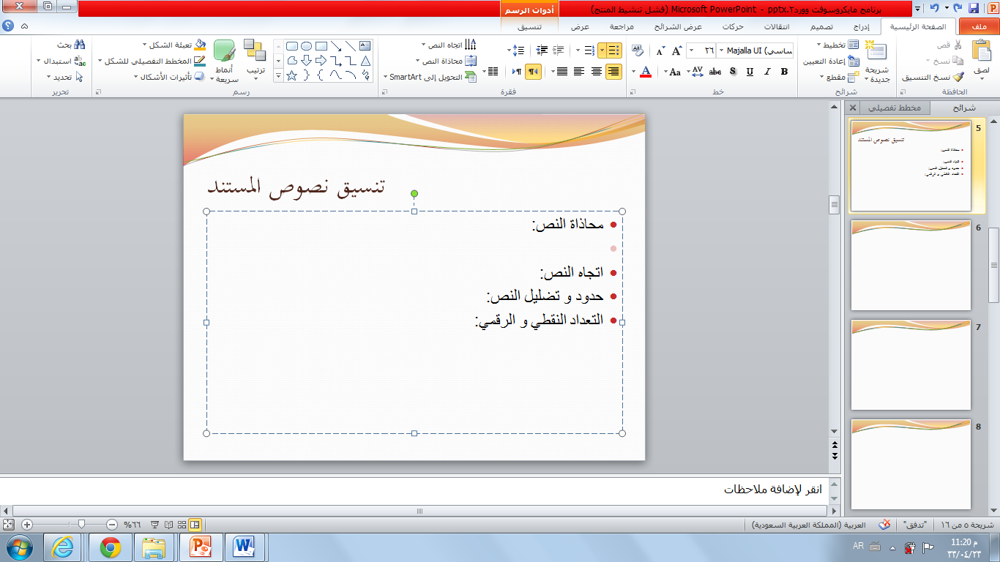 برنامج مايكروسوفت وورد٢.pptx - Microsoft PowerPoint (فشل تنشيط المنتج)
أدوات الرسم
ملف
الصفحة الرئيسية
إدراج
تصميم
انتقالات
حركات
عرض الشرائح
مراجعة
عرض
تنسيق
لصق
قص
نسخ
نسخ التنسيق
الحافظة
شريحة جديدة
تخطيط
إعادة التعيين
مقطع
شرائح
Majalla UI (ساسي
٢٦
خط
اتجاه النص
محاذاة النص
التحويل إلى SmartArt
فقرة
ترتيب
أنماط سريعة
تعبئة الشكل
المخطط التفصيلي للشكل
تأثيرات الأشكال
رسم
بحث
استبدال
تحديد
تحرير
شرائح
مخطط تفصيلي
5
تنسيق نصوص المستند
محاذاة النص:
اتجاه النص:
حدود و تضليل النص:
التعداد النقطي و الرقمي:
6
7
8
تنسيق نصوص المستند
محاذاة النص:
اتجاه النص:
حدود و تضليل النص:
التعداد النقطي و الرقمي:
انقر لإضافة ملاحظات
شريحة ٥ من ١٦
"تدفق"
العربية (المملكة العربية السعودية)
٦٦%
AR
11:20 م
٣٣/٠٤/٢٣